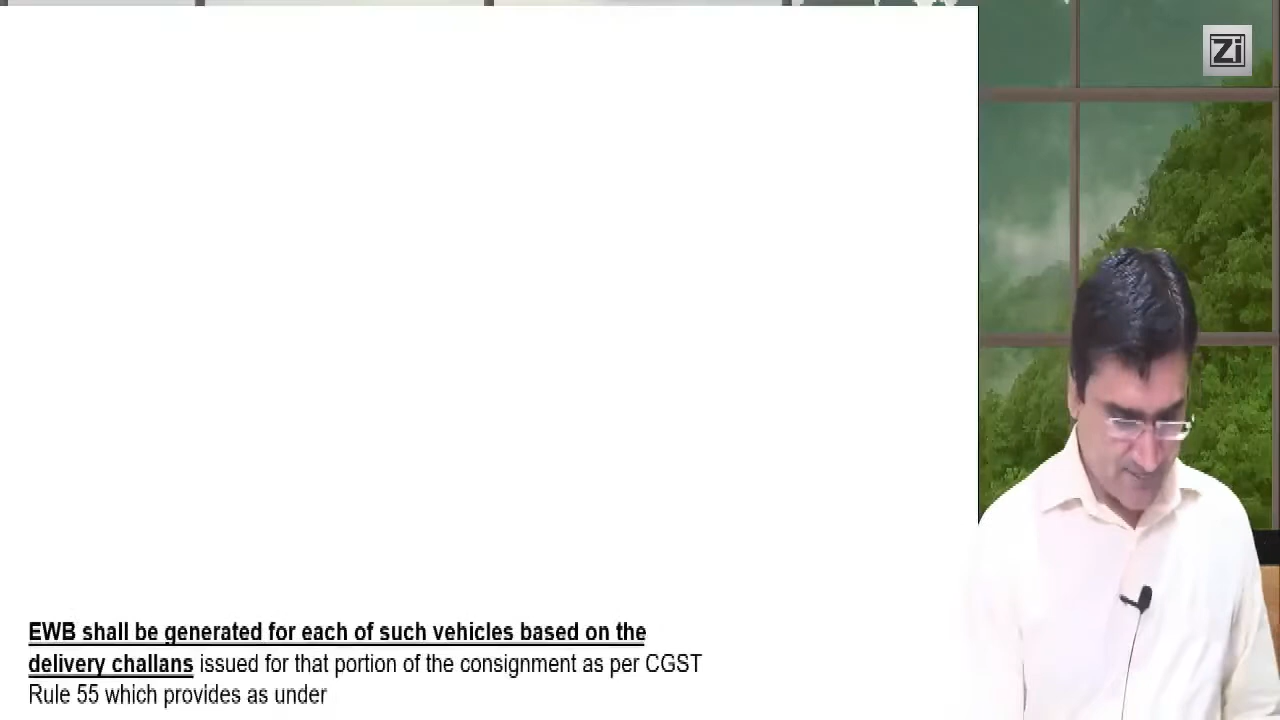 Zi
EWB shall be generated for each of such vehicles based on the
delivery challans issued for that portion of the consignment as per CGST
Rule 55 which provides as under